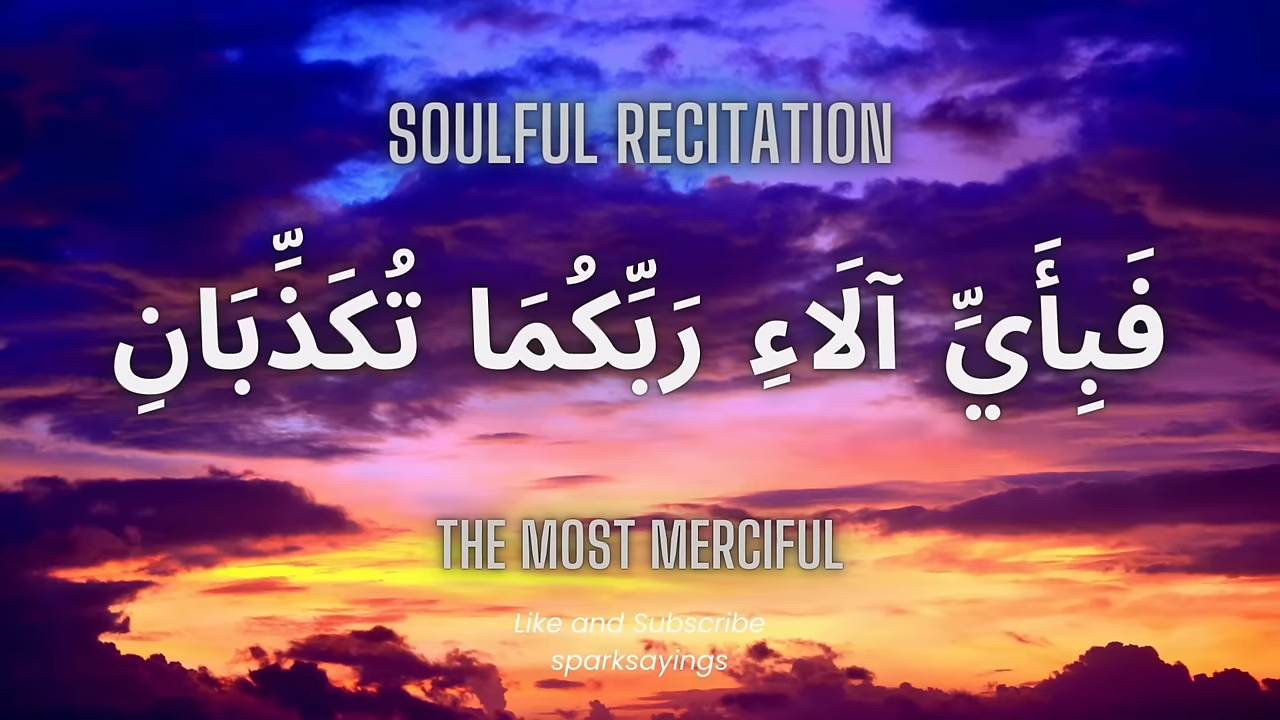 SOULFUL RECITATION
فَبِأَيِّ آلَاءِ رَبِّكُمَا تُكَذِّبَانِ
THE MOST MERCIFUL
Like and Subscribe
sparksayings